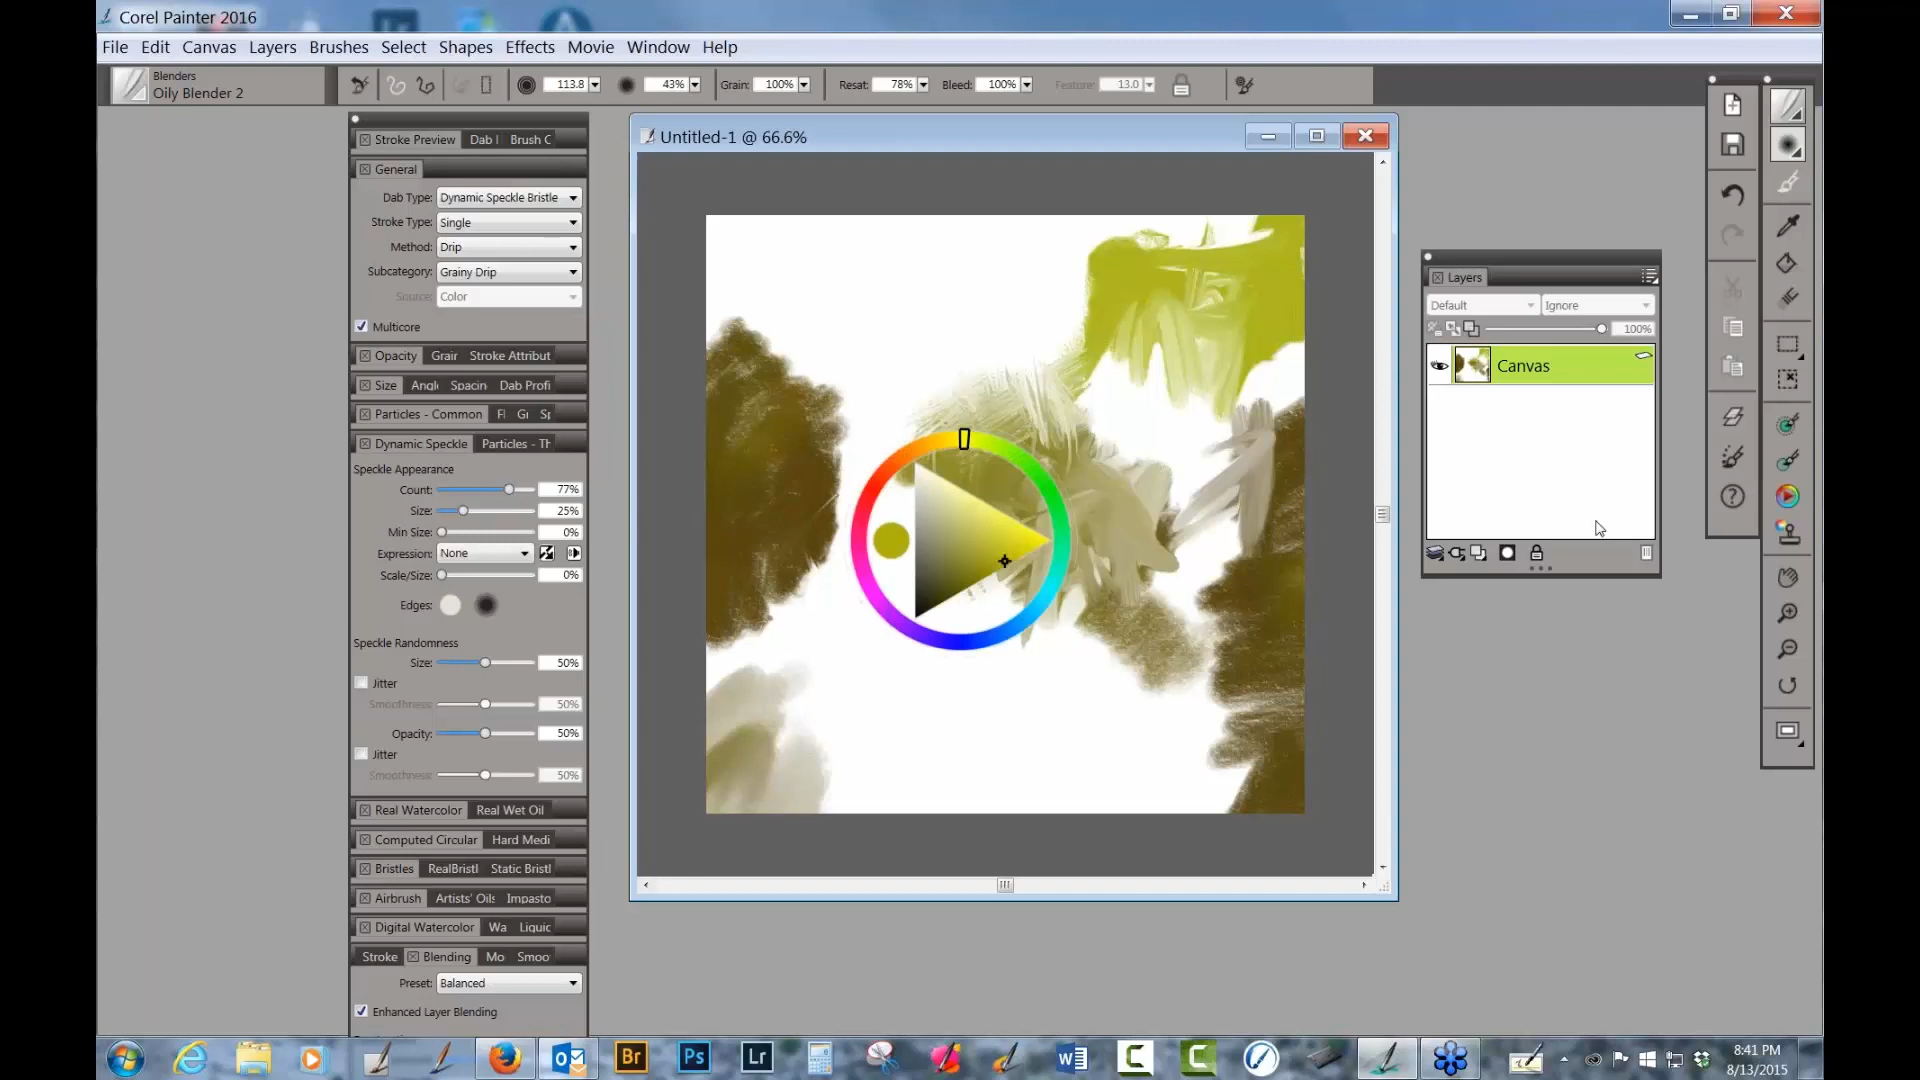 Corel Painter 2016
File Edit Canvas Layers Brushes Select Shapes Effects Movie Window Help
Blenders
Oily Blender 2
113.8 43% Grain: 100% Resat: 78% Bleed: 100% Feature: 13.0
Stroke Preview Dab Brush C
General
Dab Type: Dynamic Speckle Bristle
Stroke Type: Single
Method: Drip
Subcategory: Grainy Drip
Source: Color
Multicore
Opacity Grair Stroke Attribut
Size Angle Spacin Dab Profi
Particles - Common Fl Gi Sp
Dynamic Speckle Particles - Th
Speckle Appearance
Count: 77%
Size: 25%
Min Size: 0%
Expression: None
Scale/Size: 0%
Edges:
Speckle Randomness
Size: 50%
Jitter
Smoothness: 50%
Opacity: 50%
Jitter
Smoothness: 50%
Real Watercolor Real Wet Oil
Computed Circular Hard Medi
Bristles RealBristl Static Bristl
Airbrush Artists' Oils Impasto
Digital Watercolor Wa Liquic
Stroke Blending Mo Smoo
Preset: Balanced
Enhanced Layer Blending
Untitled-1 @ 66.6%
Layers
Default Ignore
100%
Canvas
Br Ps Lr
8:41 PM
8/13/2015